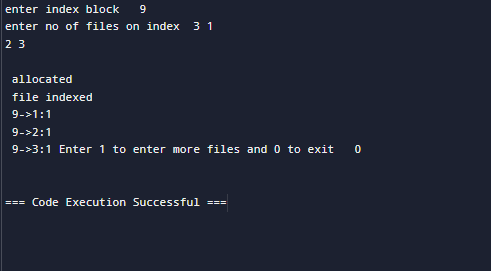 enter index block   9
enter no of files on index  3 1
2 3
allocated
file indexed
9->1:1
9->2:1
9->3:1 Enter 1 to enter more files and 0 to exit   0
=== Code Execution Successful ===